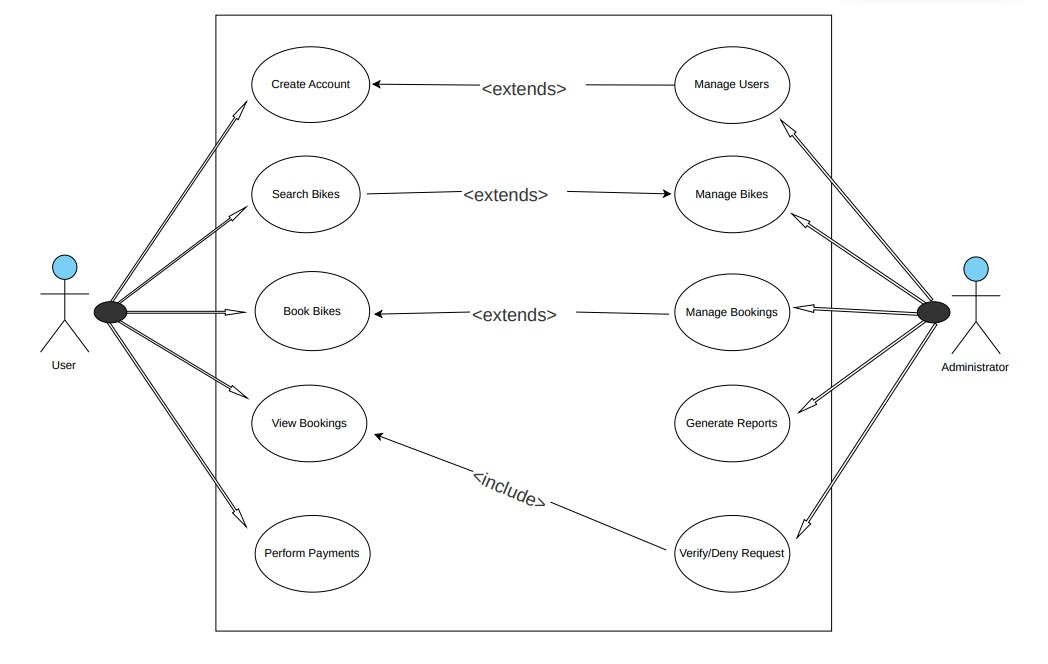 Create Account
<extends>
Manage Users
Search Bikes
<extends>
Manage Bikes
Book Bikes
<extends>
Manage Bookings
User
Administrator
View Bookings
Generate Reports
<include>
Perform Payments
Verify/Deny Request